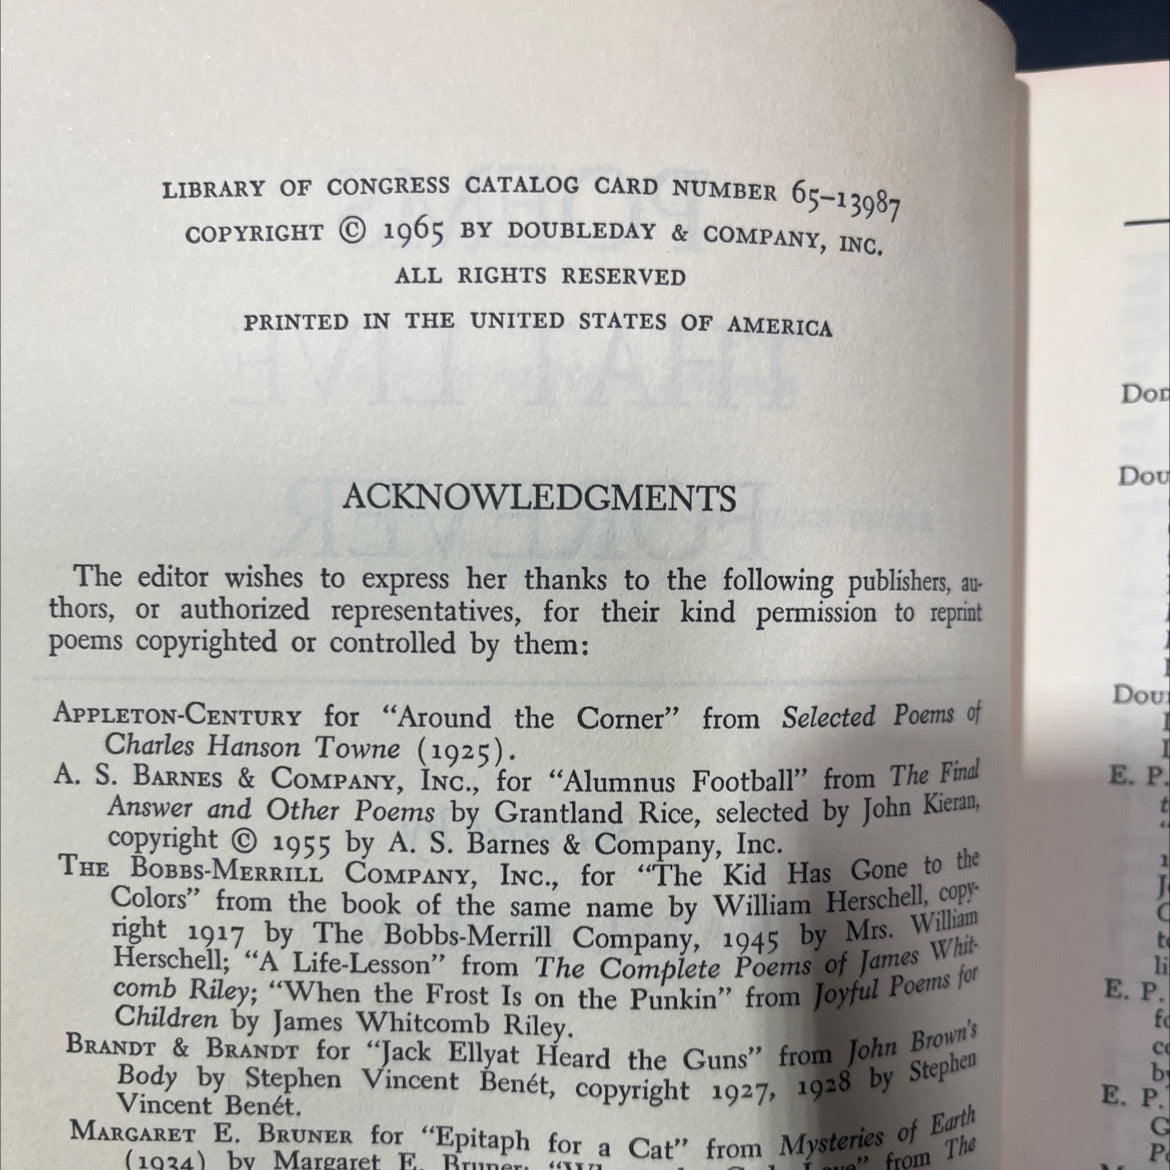 LIBRARY OF CONGRESS CATALOG CARD NUMBER 65–13987
COPYRIGHT © 1965 BY DOUBLEDAY & COMPANY, INC.
ALL RIGHTS RESERVED
PRINTED IN THE UNITED STATES OF AMERICA
ACKNOWLEDGMENTS
The editor wishes to express her thanks to the following publishers, au-
thors, or authorized representatives, for their kind permission to reprint
poems copyrighted or controlled by them:
APPLETON-CENTURY for “Around the Corner” from Selected Poems of
Charles Hanson Towne (1925).
A. S. BARNES & COMPANY, INC., for “Alumnus Football” from The Final
Answer and Other Poems by Grantland Rice, selected by John Kieran,
copyright © 1955 by A. S. Barnes & Company, Inc.
THE BOBBS-MERRILL COMPANY, INC., for “The Kid Has Gone to the
Colors” from the book of the same name by William Herschell, copy-
right 1917 by The Bobbs-Merrill Company, 1945 by Mrs. William
Herschell; “A Life-Lesson” from The Complete Poems of James Whit-
comb Riley; “When the Frost Is on the Punkin” from Joyful Poems for
Children by James Whitcomb Riley.
BRANDT & BRANDT for “Jack Ellyat Heard the Guns” from John Brown’s
Body by Stephen Vincent Benét, copyright 1927, 1928 by Stephen
Vincent Benét.
MARGARET E. BRUNER for “Epitaph for a Cat” from Mysteries of Earth
(1934) by Margaret E. Bruner; from The
Dou
E. P.
E. P.
E. P.